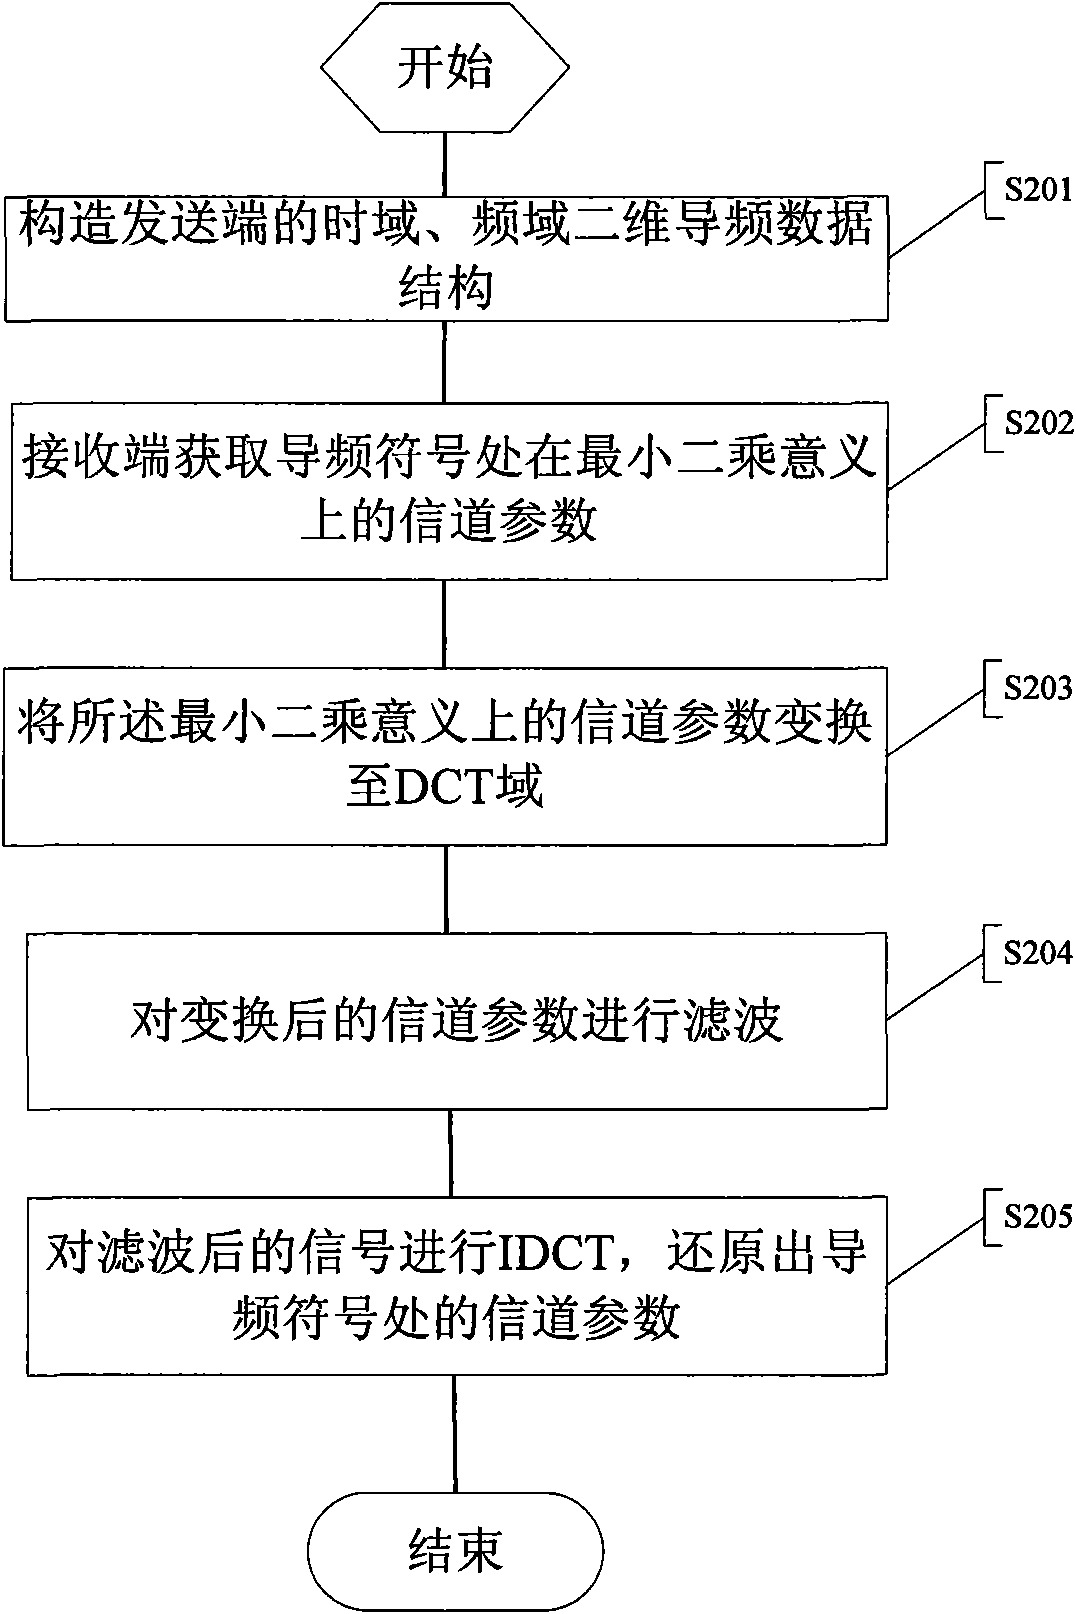 开始
S201
构造发送端的时域、频域二维导频数据
结构
S202
接收端获取导频符号处在最小二乘意义
上的信道参数
S203
将所述最小二乘意义上的信道参数变换
至DCT域
S204
对变换后的信道参数进行滤波
S205
对滤波后的信号进行IDCT，还原出导
频符号处的信道参数
结束